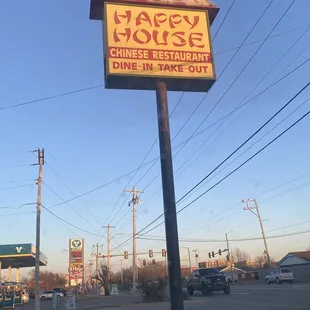 HAPPY
HOUSE
CHINESE RESTAURANT
DINE-IN TAKE-OUT